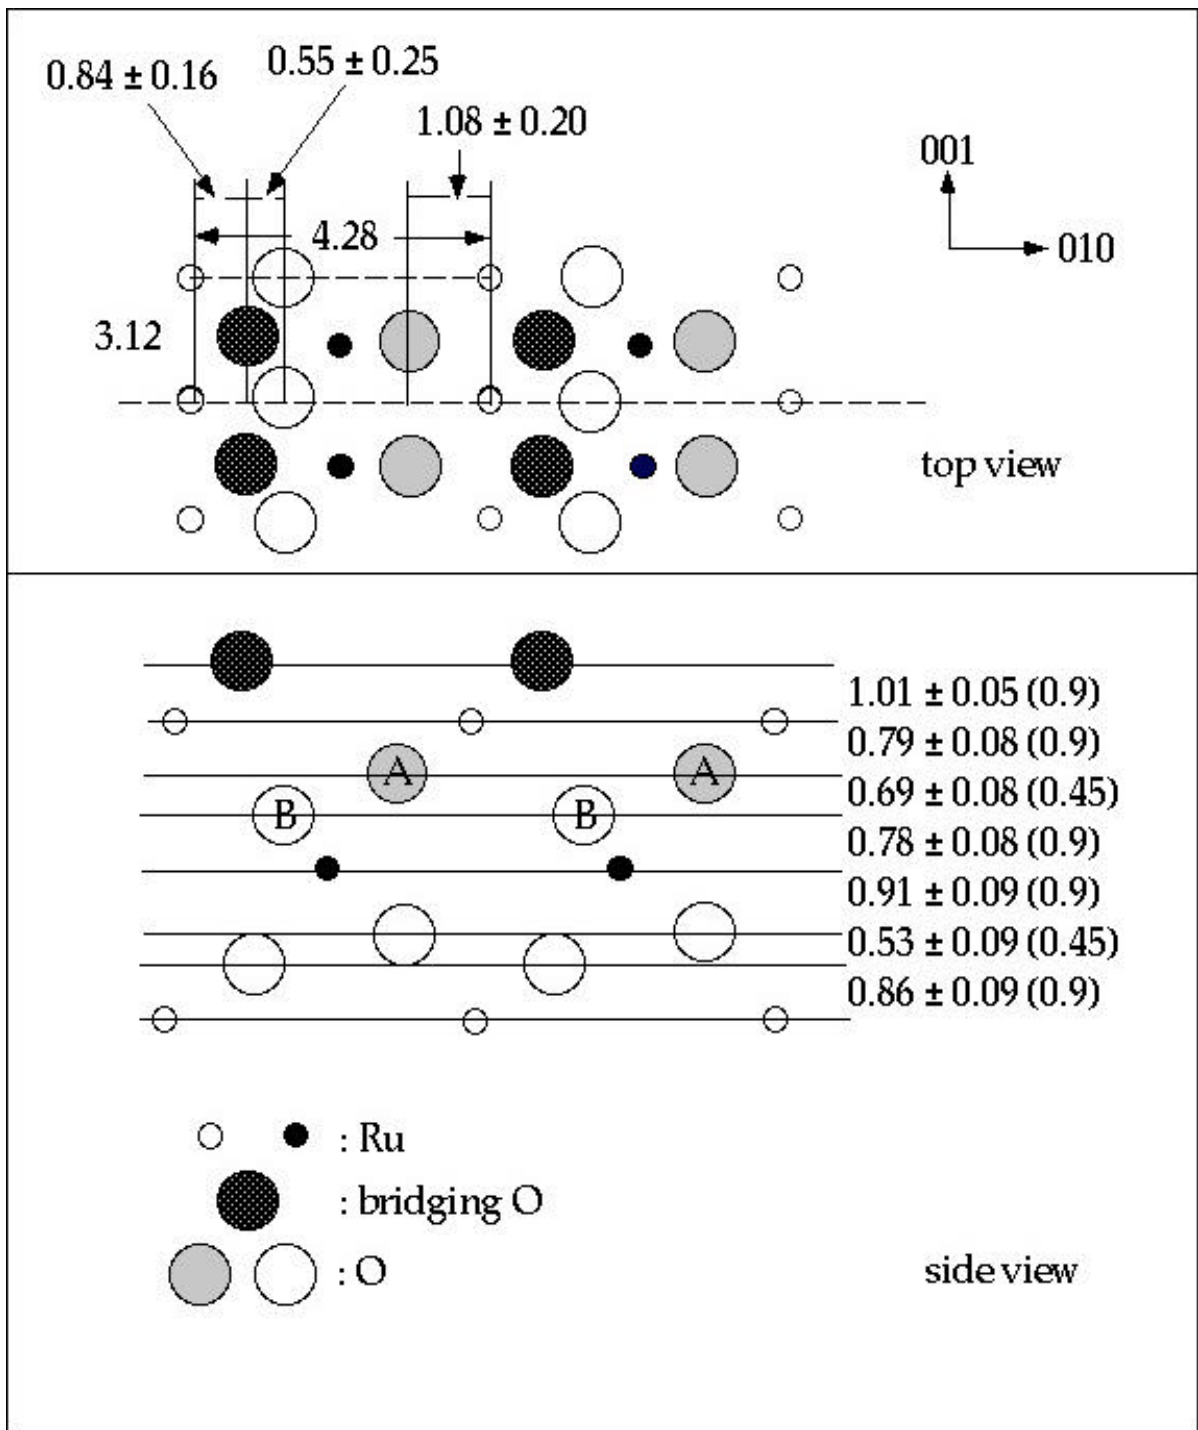 0.84 ± 0.16
0.55 ± 0.25
1.08 ± 0.20
001
4.28
010
3.12
top view
1.01 ± 0.05 (0.9)
0.79 ± 0.08 (0.9)
A A
0.69 ± 0.08 (0.45)
B B
0.78 ± 0.08 (0.9)
0.91 ± 0.09 (0.9)
0.53 ± 0.09 (0.45)
0.86 ± 0.09 (0.9)
: Ru
: bridging O
: O
side view